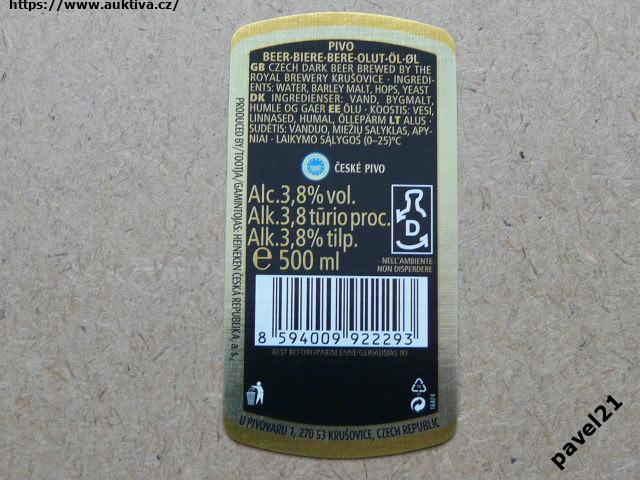 https://www.auktiva.cz/
PIVO
BEER·BIERE·BERE·OLUT·ÖL·ØL
GB CZECH DARK BEER BREWED BY THE
ROYAL BREWERY KRUŠOVICE · INGREDI-
ENTS: WATER, BARLEY MALT, HOPS, YEAST
DK INGREDIENSER: VAND, BYGMALT,
HUMLE OG GAER EE ÕLU · KOOSTIS: VESI,
LINNASED, HUMAL, ÕLLEPÄRM LT ALUS ·
SUDĖTIS: VANDUO, MIEŽIŲ SALYKLAS, APY-
NIAI · LAIKYMO SĄLYGOS (0–25)°C
ČESKÉ PIVO
Alc.3,8% vol.
Alk.3,8 tūrio proc.
Alk.3,8% tilp.
e 500 ml
D
NELL'AMBIENTE
NON DISPERDERE
8 594009 922293
BEST BEFORE/PARIM ENNE/GERIAUSIAS IKI
16474
U PIVOVARU 1, 270 53 KRUŠOVICE, CZECH REPUBLIC
PRODUCED BY/TOOTJA/GAMINTOJAS: HEINEKEN ČESKÁ REPUBLIKA, a. s.,
pavel21